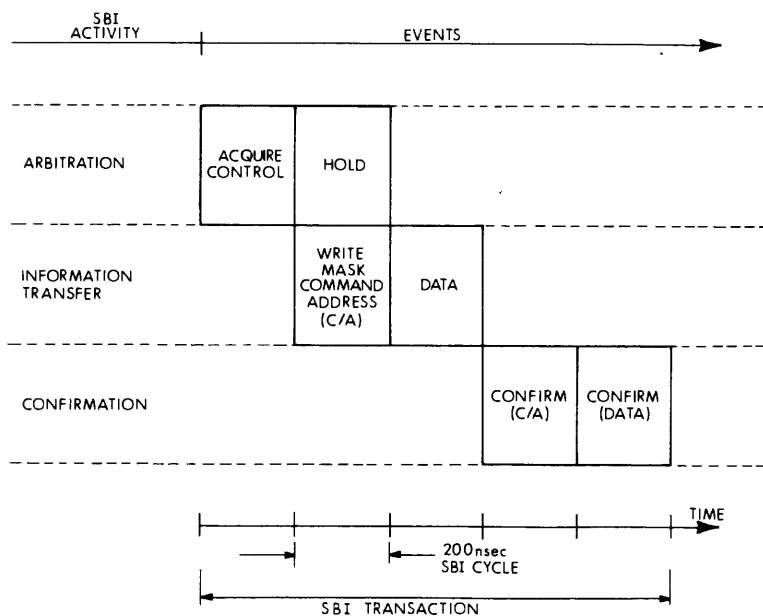 SBI
ACTIVITY
EVENTS
ARBITRATION
ACQUIRE
CONTROL
HOLD
INFORMATION
TRANSFER
WRITE
MASK
COMMAND
ADDRESS
(C/A)
DATA
CONFIRMATION
CONFIRM
(C/A)
CONFIRM
(DATA)
TIME
200nsec
SBI CYCLE
SBI TRANSACTION